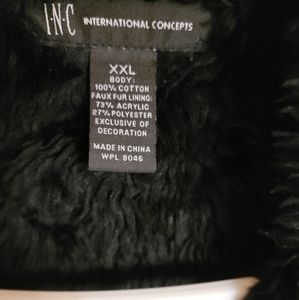 I·N·C INTERNATIONAL CONCEPTS
XXL
BODY:
100% COTTON
FAUX FUR LINING:
73% ACRYLIC
27% POLYESTER
EXCLUSIVE OF
DECORATION
MADE IN CHINA
WPL 8046